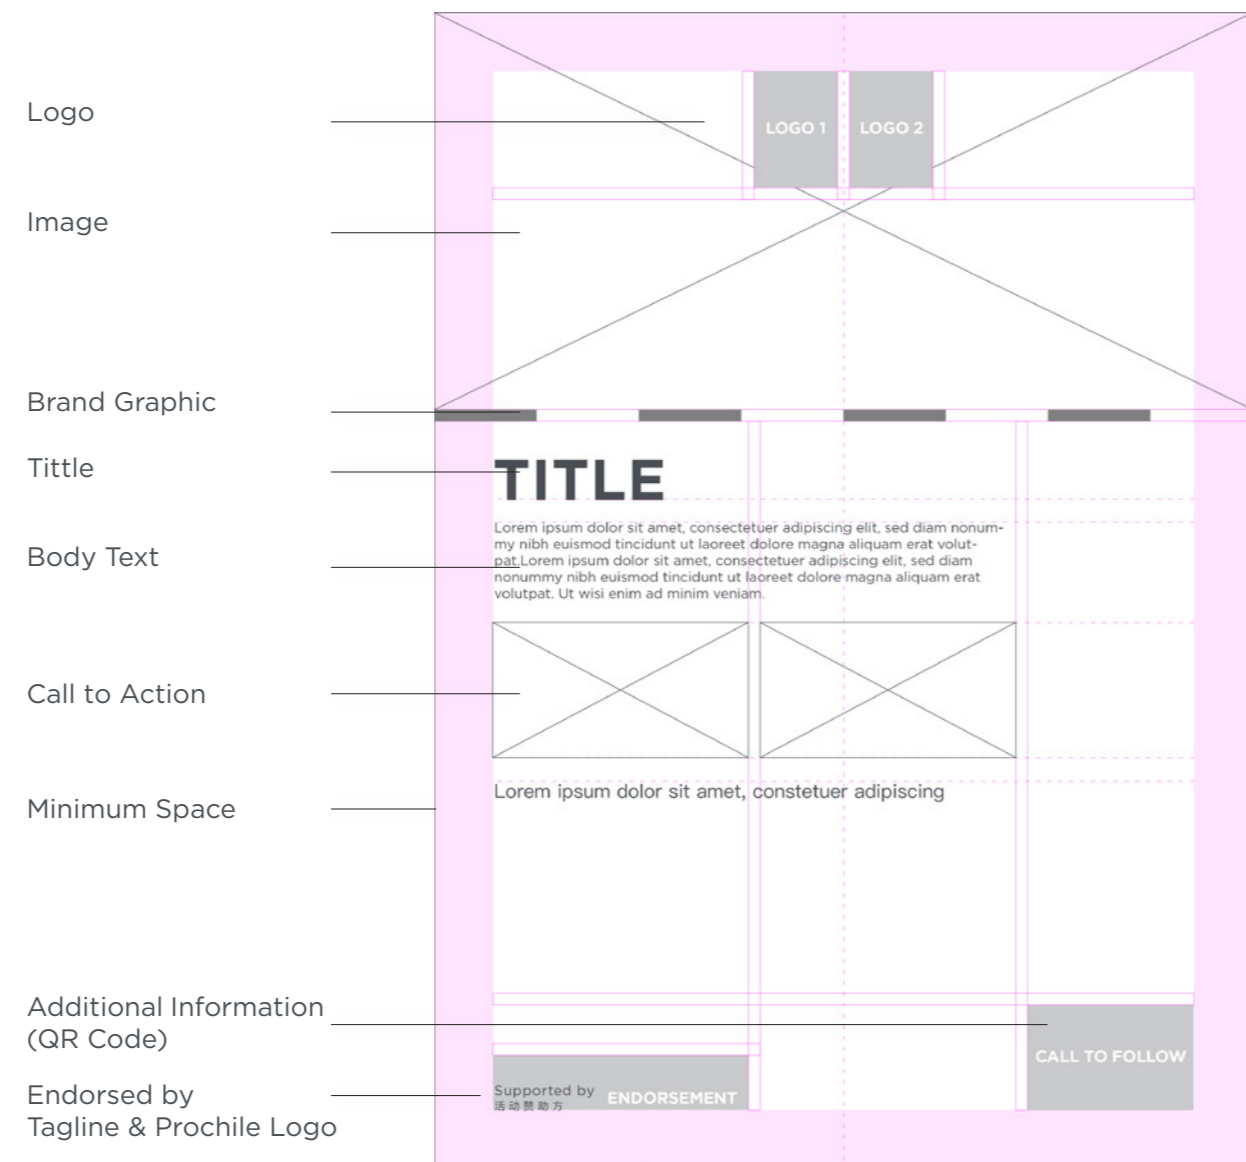 Logo
LOGO 1
LOGO 2
Image
Brand Graphic
Tittle
TITLE
Body Text
Lorem ipsum dolor sit amet, consectetuer adipiscing elit, sed diam nonum-
my nibh euismod tincidunt ut laoreet dolore magna aliquam erat volut-
pat.Lorem ipsum dolor sit amet, consectetuer adipiscing elit, sed diam
nonummy nibh euismod tincidunt ut laoreet dolore magna aliquam erat
volutpat. Ut wisi enim ad minim veniam.
Call to Action
Minimum Space
Lorem ipsum dolor sit amet, constetuer adipiscing
Additional Information
(QR Code)
CALL TO FOLLOW
Endorsed by
Tagline & Prochile Logo
Supported by
活动赞助方
ENDORSEMENT